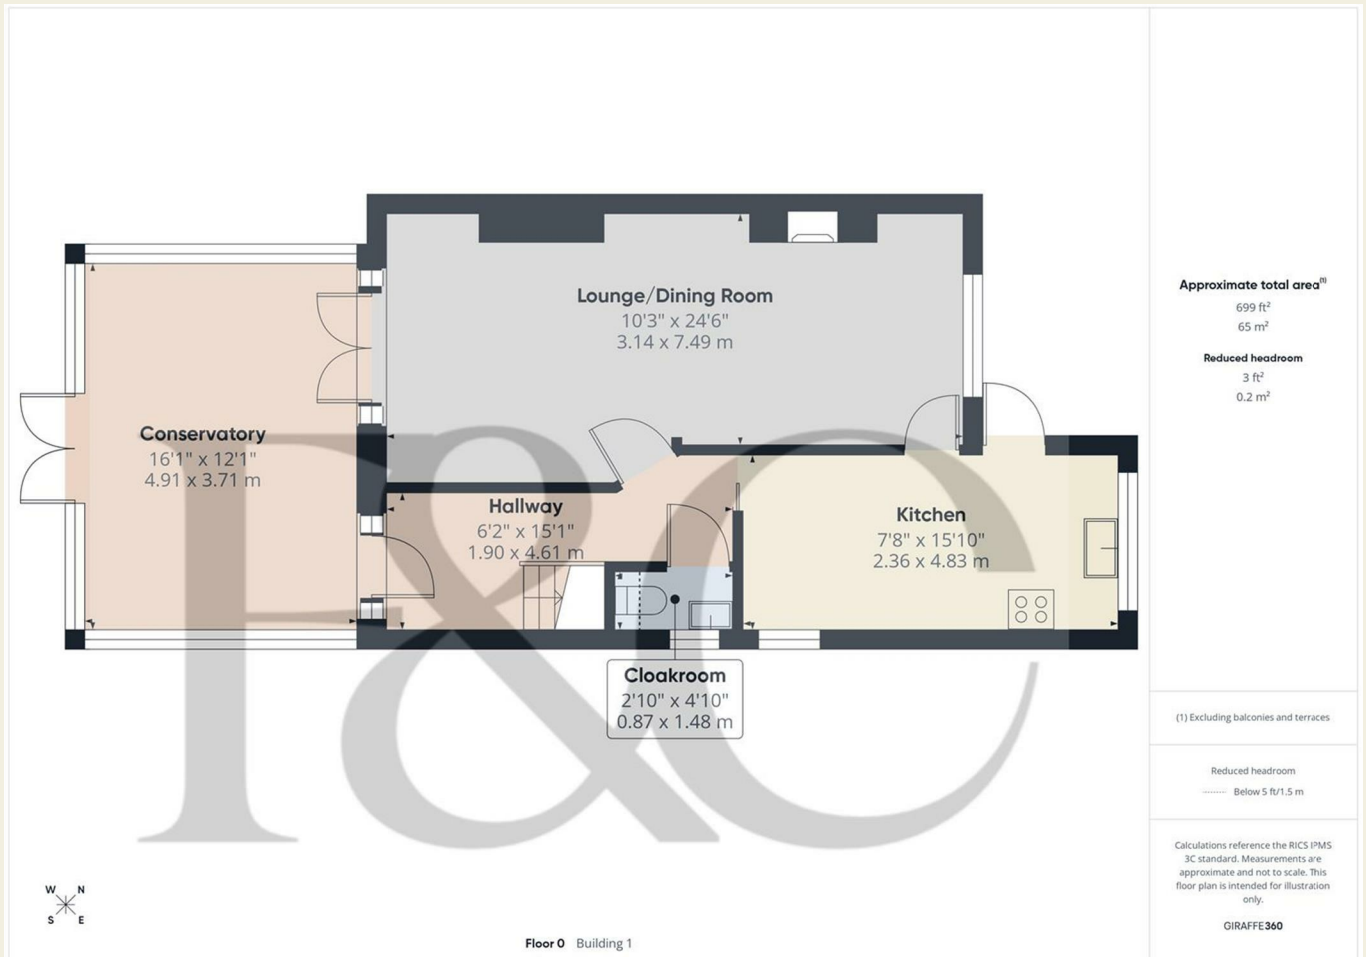 Lounge/Dining Room
10'3" x 24'6"
3.14 x 7.49 m
Conservatory
16'1" x 12'1"
4.91 x 3.71 m
Hallway
6'2" x 15'1"
1.90 x 4.61 m
Kitchen
7'8" x 15'10"
2.36 x 4.83 m
Cloakroom
2'10" x 4'10"
0.87 x 1.48 m
F&C
W N
S E
Floor 0 Building 1
Approximate total area(1)
699 ft²
65 m²
Reduced headroom
3 ft²
0.2 m²
(1) Excluding balconies and terraces
Reduced headroom
Below 5 ft/1.5 m
Calculations reference the RICS IPMS
3C standard. Measurements are
approximate and not to scale. This
floor plan is intended for illustration
only.
GIRAFFE360